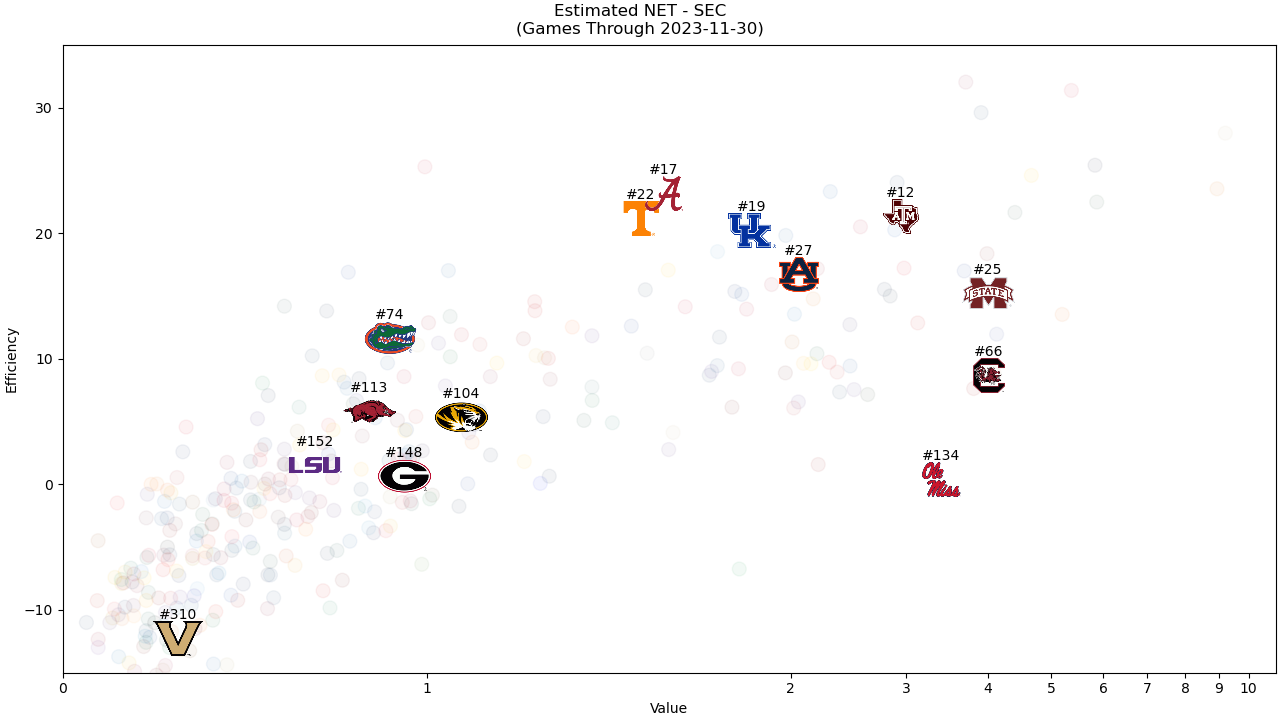 Estimated NET - SEC
(Games Through 2023-11-30)
Efficiency
30
20
10
0
−10
#17
#22
T
A
#19
UK
#12
A T M
#27
AU
#25
M STATE
#74
#66
C
#113
#104
#152
LSU
#148
G
#134
Ole
Miss
#310
V
0 1 2 3 4 5 6 7 8 9 10
Value